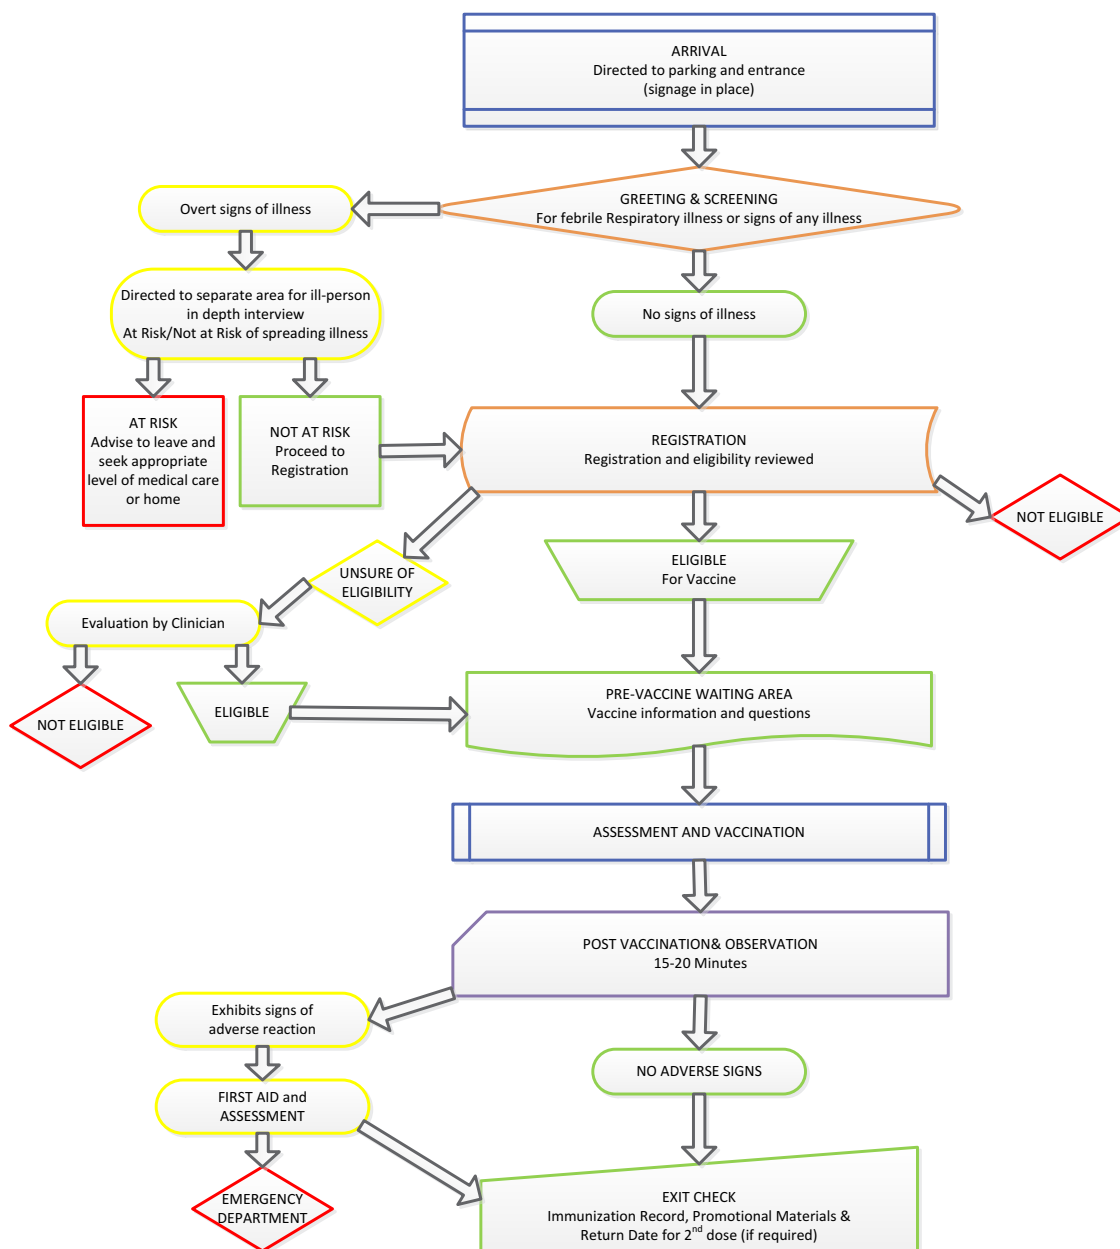 ARRIVAL
Directed to parking and entrance
(signage in place)
GREETING & SCREENING
For febrile Respiratory illness or signs of any illness
Overt signs of illness
No signs of illness
Directed to separate area for ill-person
in depth interview
At Risk/Not at Risk of spreading illness
AT RISK
Advise to leave and
seek appropriate
level of medical care
or home
NOT AT RISK
Proceed to
Registration
REGISTRATION
Registration and eligibility reviewed
NOT ELIGIBLE
ELIGIBLE
For Vaccine
UNSURE OF
ELIGIBILITY
Evaluation by Clinician
NOT ELIGIBLE
ELIGIBLE
PRE-VACCINE WAITING AREA
Vaccine information and questions
ASSESSMENT AND VACCINATION
POST VACCINATION& OBSERVATION
15-20 Minutes
Exhibits signs of
adverse reaction
NO ADVERSE SIGNS
FIRST AID and
ASSESSMENT
EMERGENCY
DEPARTMENT
EXIT CHECK
Immunization Record, Promotional Materials &
Return Date for 2nd dose (if required)